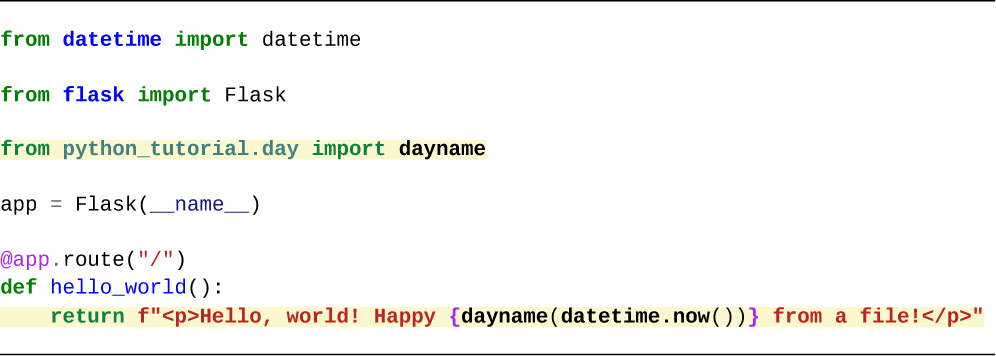 from datetime import datetime
from flask import Flask
from python_tutorial.day import dayname
app = Flask(__name__)
@app.route("/")
def hello_world():
    return f"<p>Hello, world! Happy {dayname(datetime.now())} from a file!</p>"